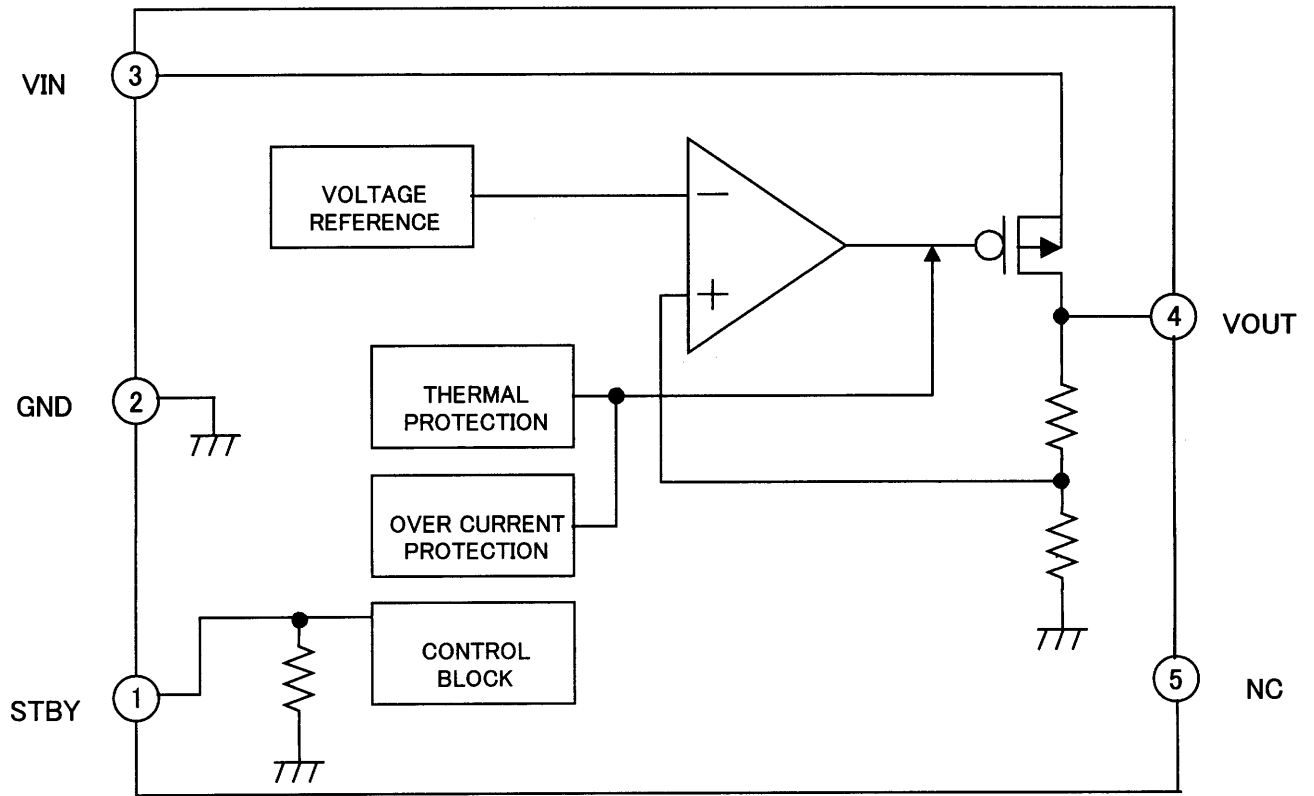 VIN
3
VOLTAGE
REFERENCE
−
+
4
VOUT
THERMAL
PROTECTION
GND
2
OVER CURRENT
PROTECTION
CONTROL
BLOCK
STBY
1
5
NC